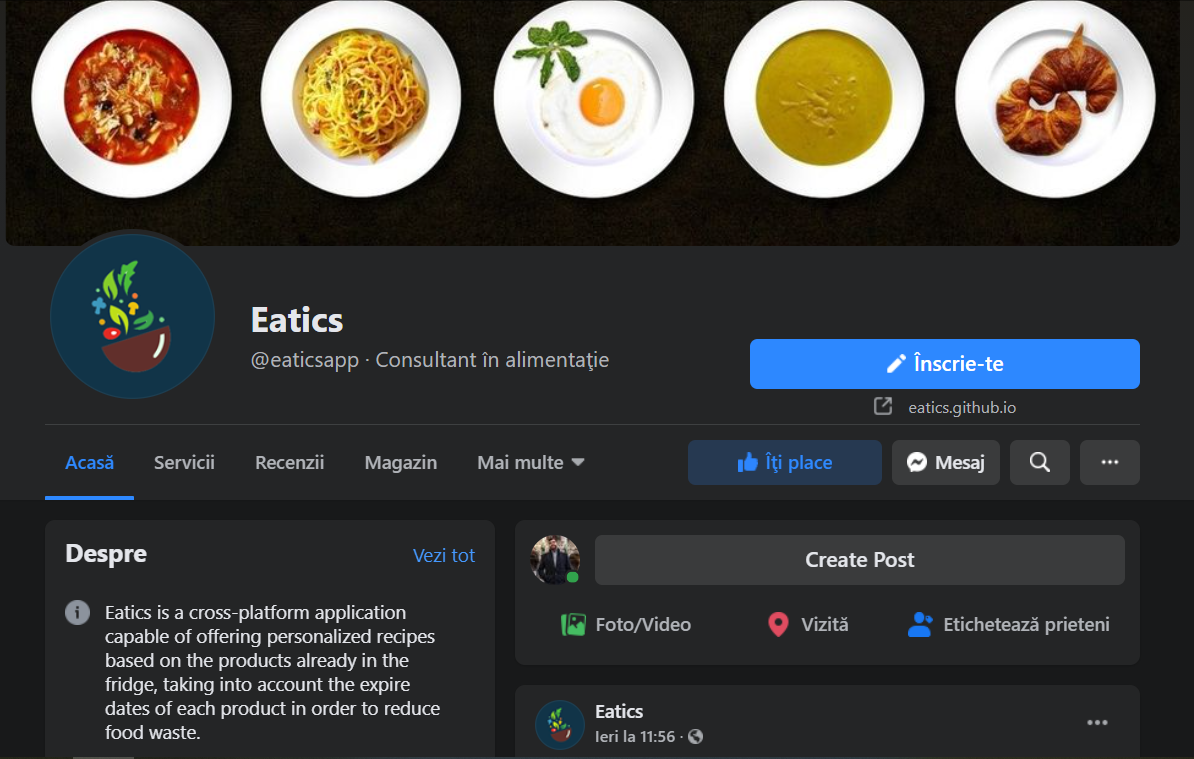 Eatics
@eaticsapp · Consultant în alimentaţie
Înscrie-te
eatics.github.io
Acasă
Servicii
Recenzii
Magazin
Mai multe
Îţi place
Mesaj
Despre
Vezi tot
Eatics is a cross-platform application
capable of offering personalized recipes
based on the products already in the
fridge, taking into account the expire
dates of each product in order to reduce
food waste.
Create Post
Foto/Video
Vizită
Etichetează prieteni
Eatics
Ieri la 11:56 ·